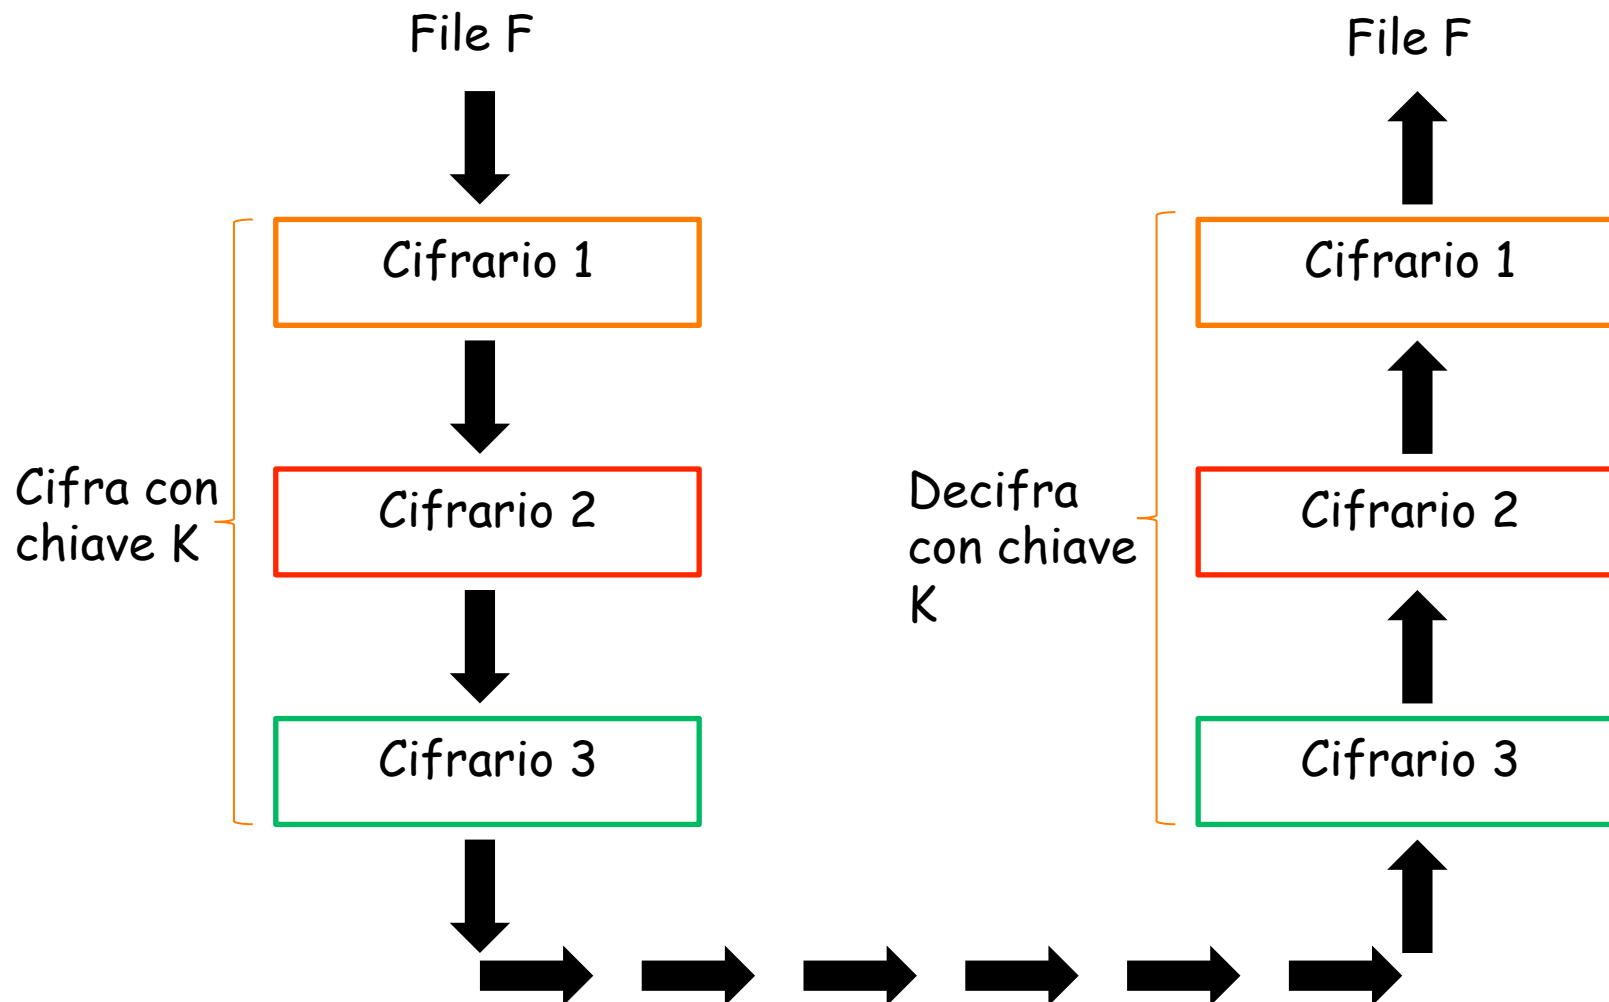 File F
Cifrario 1
Cifra con
chiave K
Cifrario 2
Cifrario 3
File F
Cifrario 1
Decifra
con chiave
K
Cifrario 2
Cifrario 3